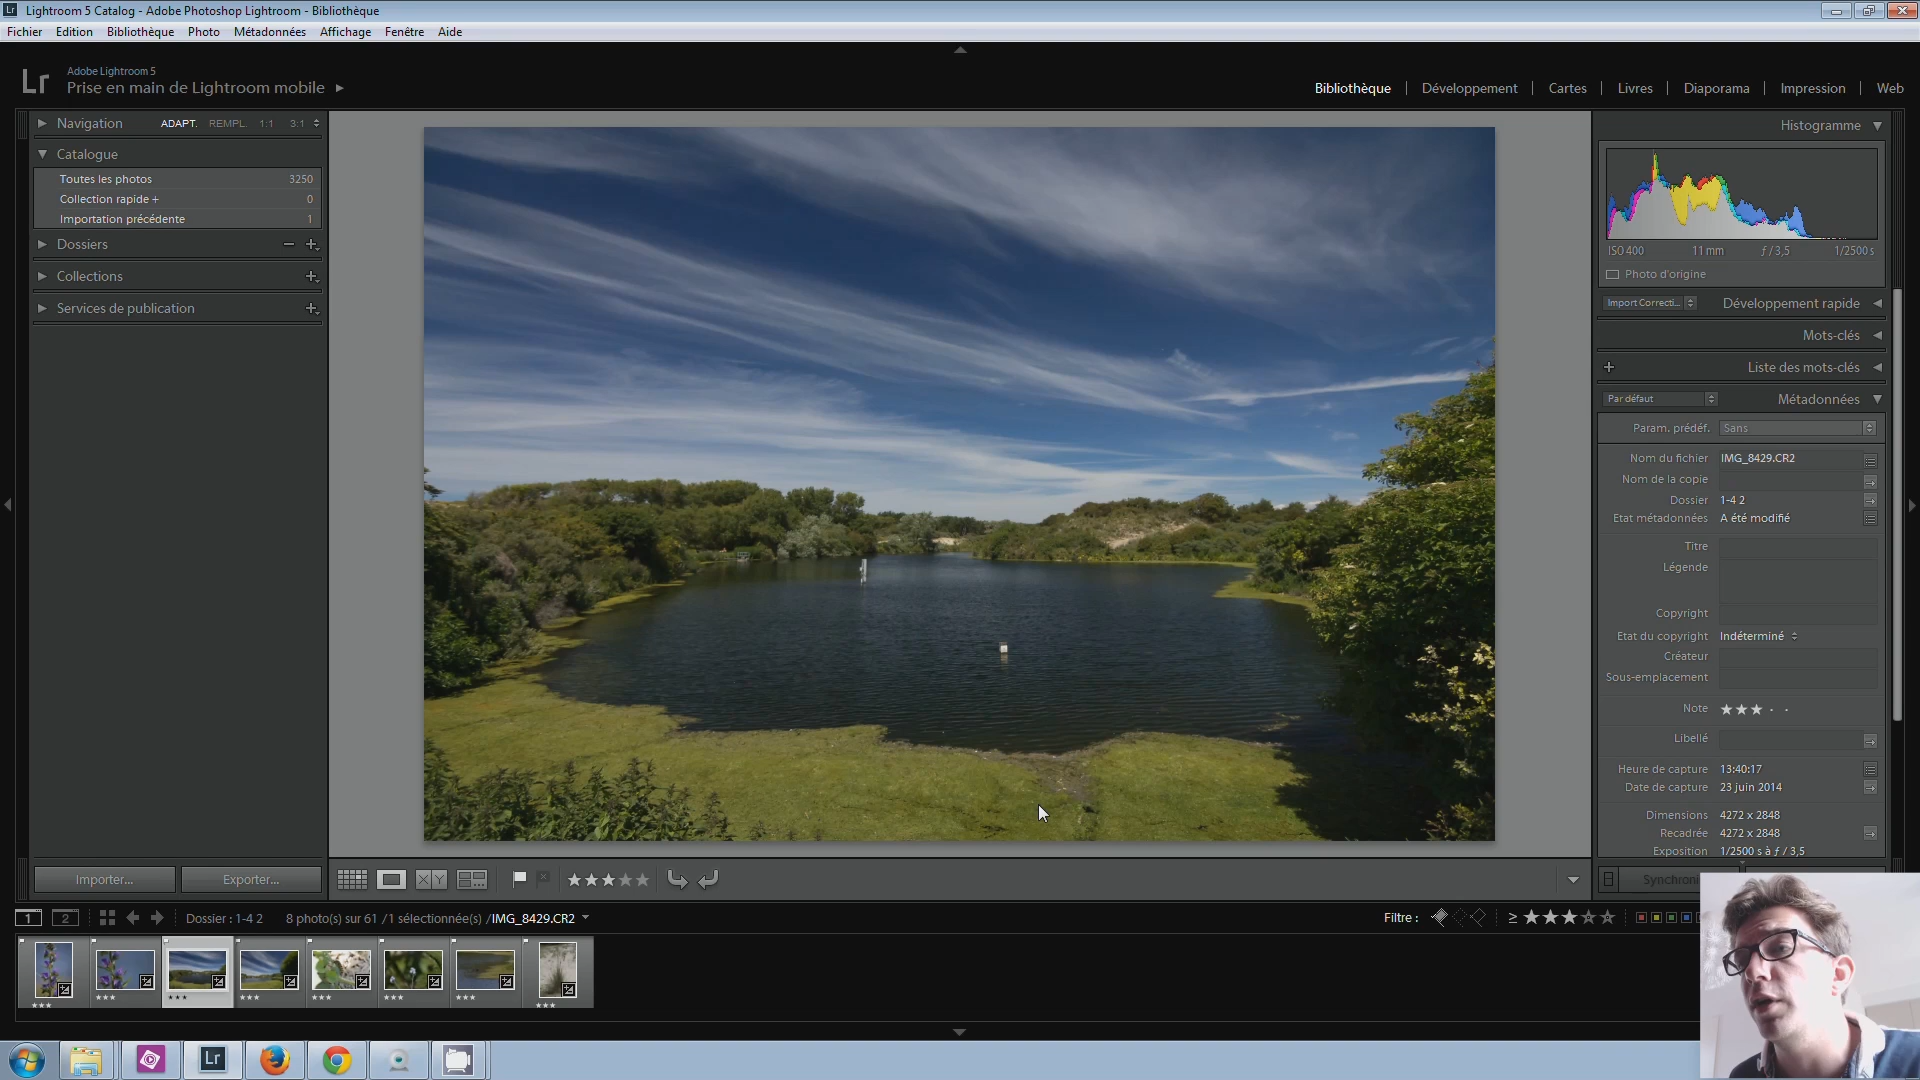 Lr Lightroom 5 Catalog - Adobe Photoshop Lightroom - Bibliothèque
Fichier Edition Bibliothèque Photo Métadonnées Affichage Fenêtre Aide
Lr
Adobe Lightroom 5
Prise en main de Lightroom mobile
Bibliothèque | Développement | Cartes | Livres | Diaporama | Impression | Web
Navigation ADAPT. REMPL. 1:1 3:1
Catalogue
Toutes les photos 3250
Collection rapide + 0
Importation précédente 1
Dossiers
Collections
Services de publication
Importer...
Exporter...
Histogramme
ISO 400 11 mm ƒ / 3,5 1/2500 s
Photo d'origine
Import Correcti... Développement rapide
Mots-clés
Liste des mots-clés
Par défaut Métadonnées
Param. prédéf. Sans
Nom du fichier IMG_8429.CR2
Nom de la copie
Dossier 1-4 2
Etat métadonnées A été modifié
Titre
Légende
Copyright
Etat du copyright Indéterminé
Créateur
Sous-emplacement
Note ★★★ · ·
Libellé
Heure de capture 13:40:17
Date de capture 23 juin 2014
Dimensions 4272 x 2848
Recadrée 4272 x 2848
Exposition 1/2500 s à ƒ / 3,5
X Y
1 2 Dossier : 1-4 2 8 photo(s) sur 61 /1 sélectionnée(s) /IMG_8429.CR2
Filtre : ≥
Lr